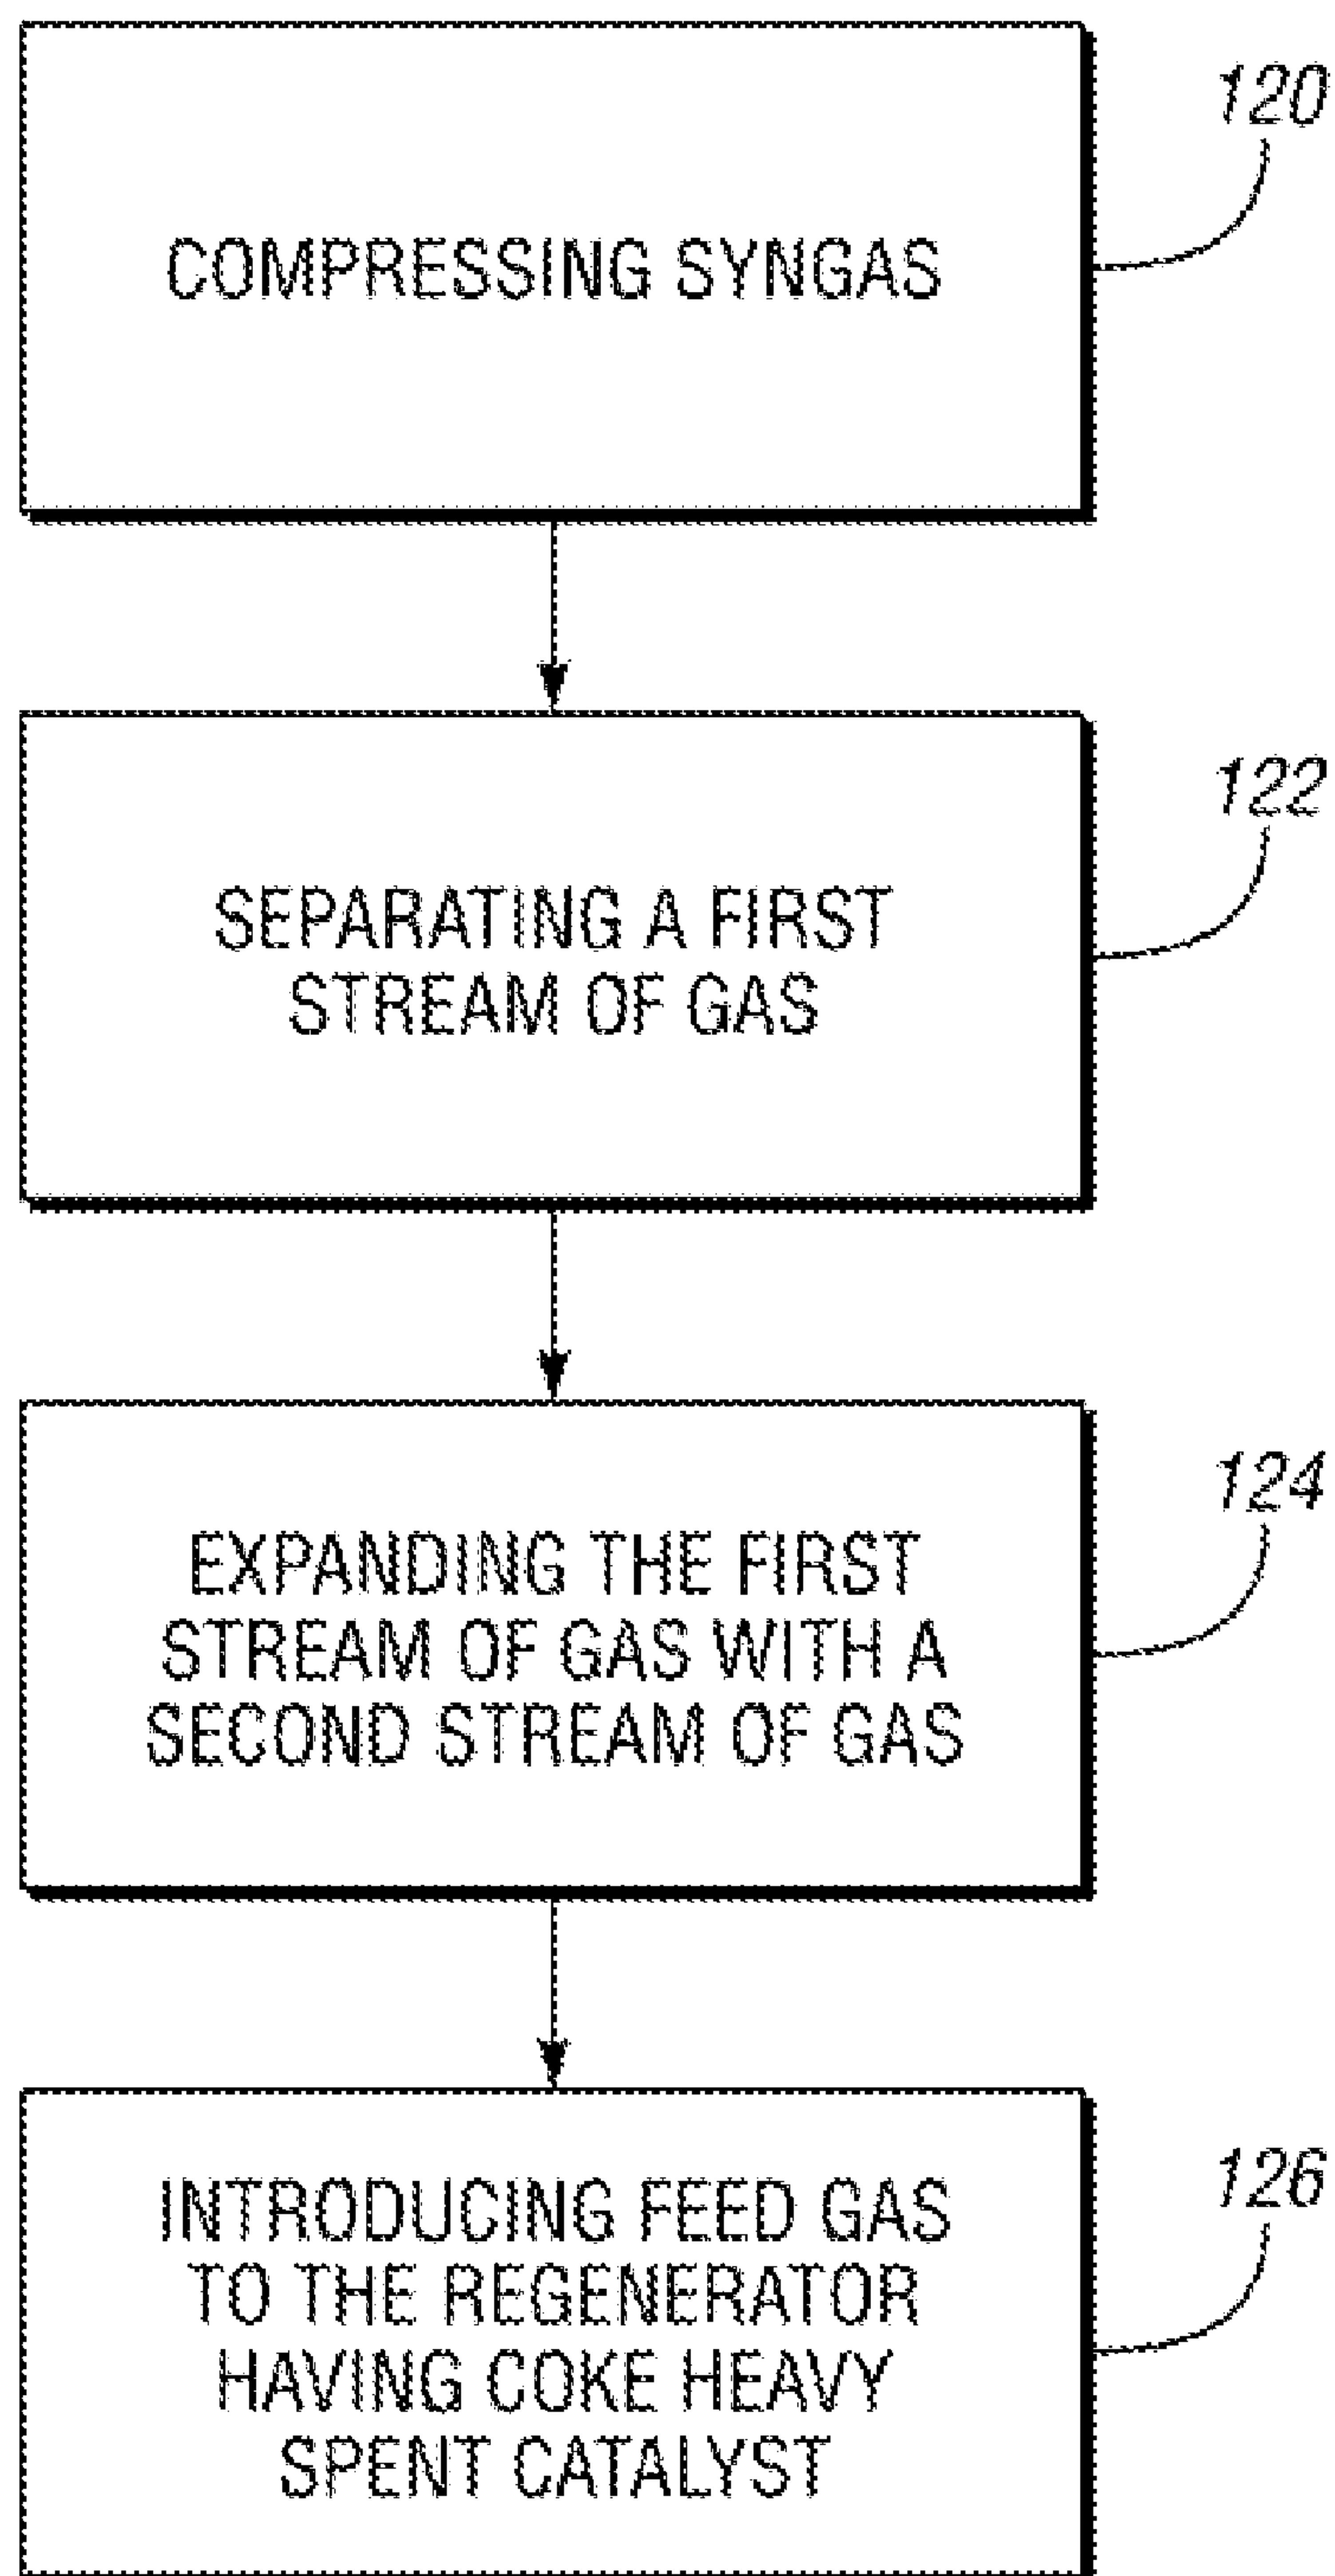 120
COMPRESSING SYNGAS
122
SEPARATING A FIRST
STREAM OF GAS
124
EXPANDING THE FIRST
STREAM OF GAS WITH A
SECOND STREAM OF GAS
126
INTRODUCING FEED GAS
TO THE REGENERATOR
HAVING COKE HEAVY
SPENT CATALYST